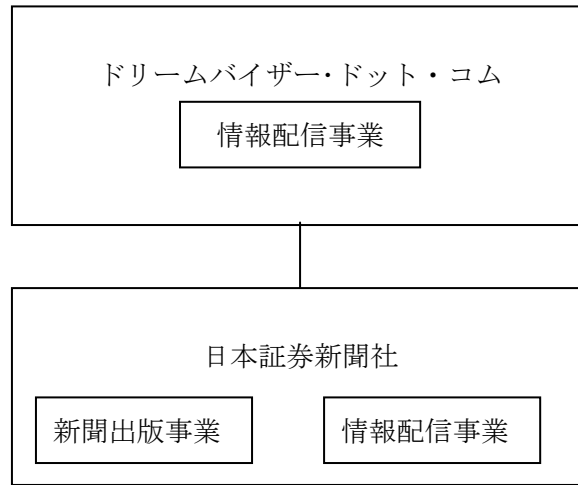 ドリームバイザー・ドット・コム
情報配信事業
日本証券新聞社
新聞出版事業
情報配信事業